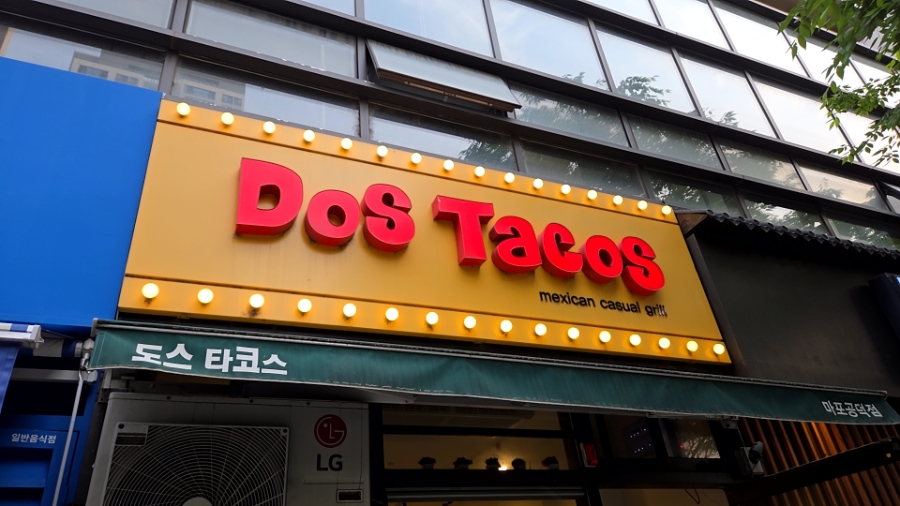 Dos Tacos
mexican casual grill
도스 타코스
마포공덕점
일반음식점
LG